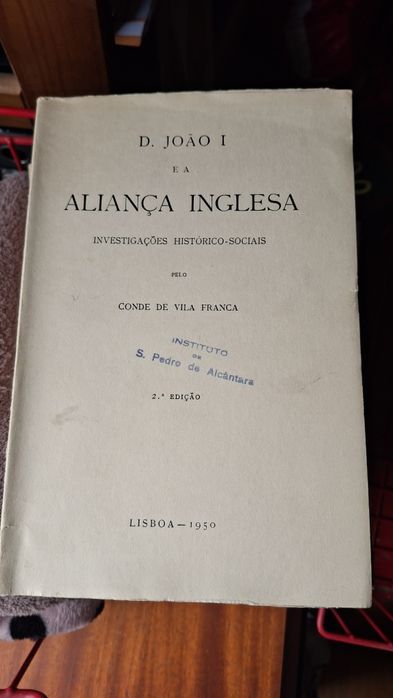 D. JOÃO I
E A
ALIANÇA INGLESA
INVESTIGAÇÕES HISTÓRICO-SOCIAIS
PELO
CONDE DE VILA FRANCA
INSTITUTO
DE
S. Pedro de Alcântara
2.ª EDIÇÃO
LISBOA — 1950